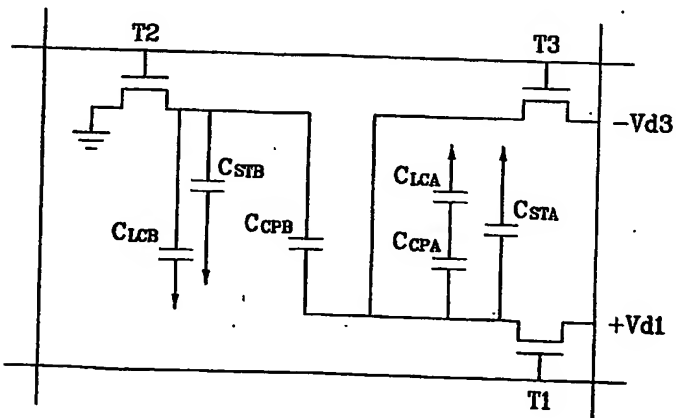 T2
T3
-Vd3
CSTB
CLCA
CSTA
CLCB
CCPB
CCPA
+Vd1
T1